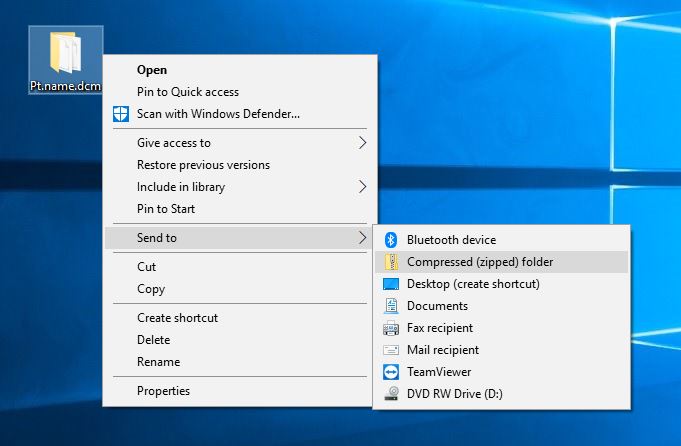 Pt.name.dcm
Open
Pin to Quick access
Scan with Windows Defender...
Give access to
Restore previous versions
Include in library
Pin to Start
Send to
Cut
Copy
Create shortcut
Delete
Rename
Properties
Bluetooth device
Compressed (zipped) folder
Desktop (create shortcut)
Documents
Fax recipient
Mail recipient
TeamViewer
DVD RW Drive (D:)